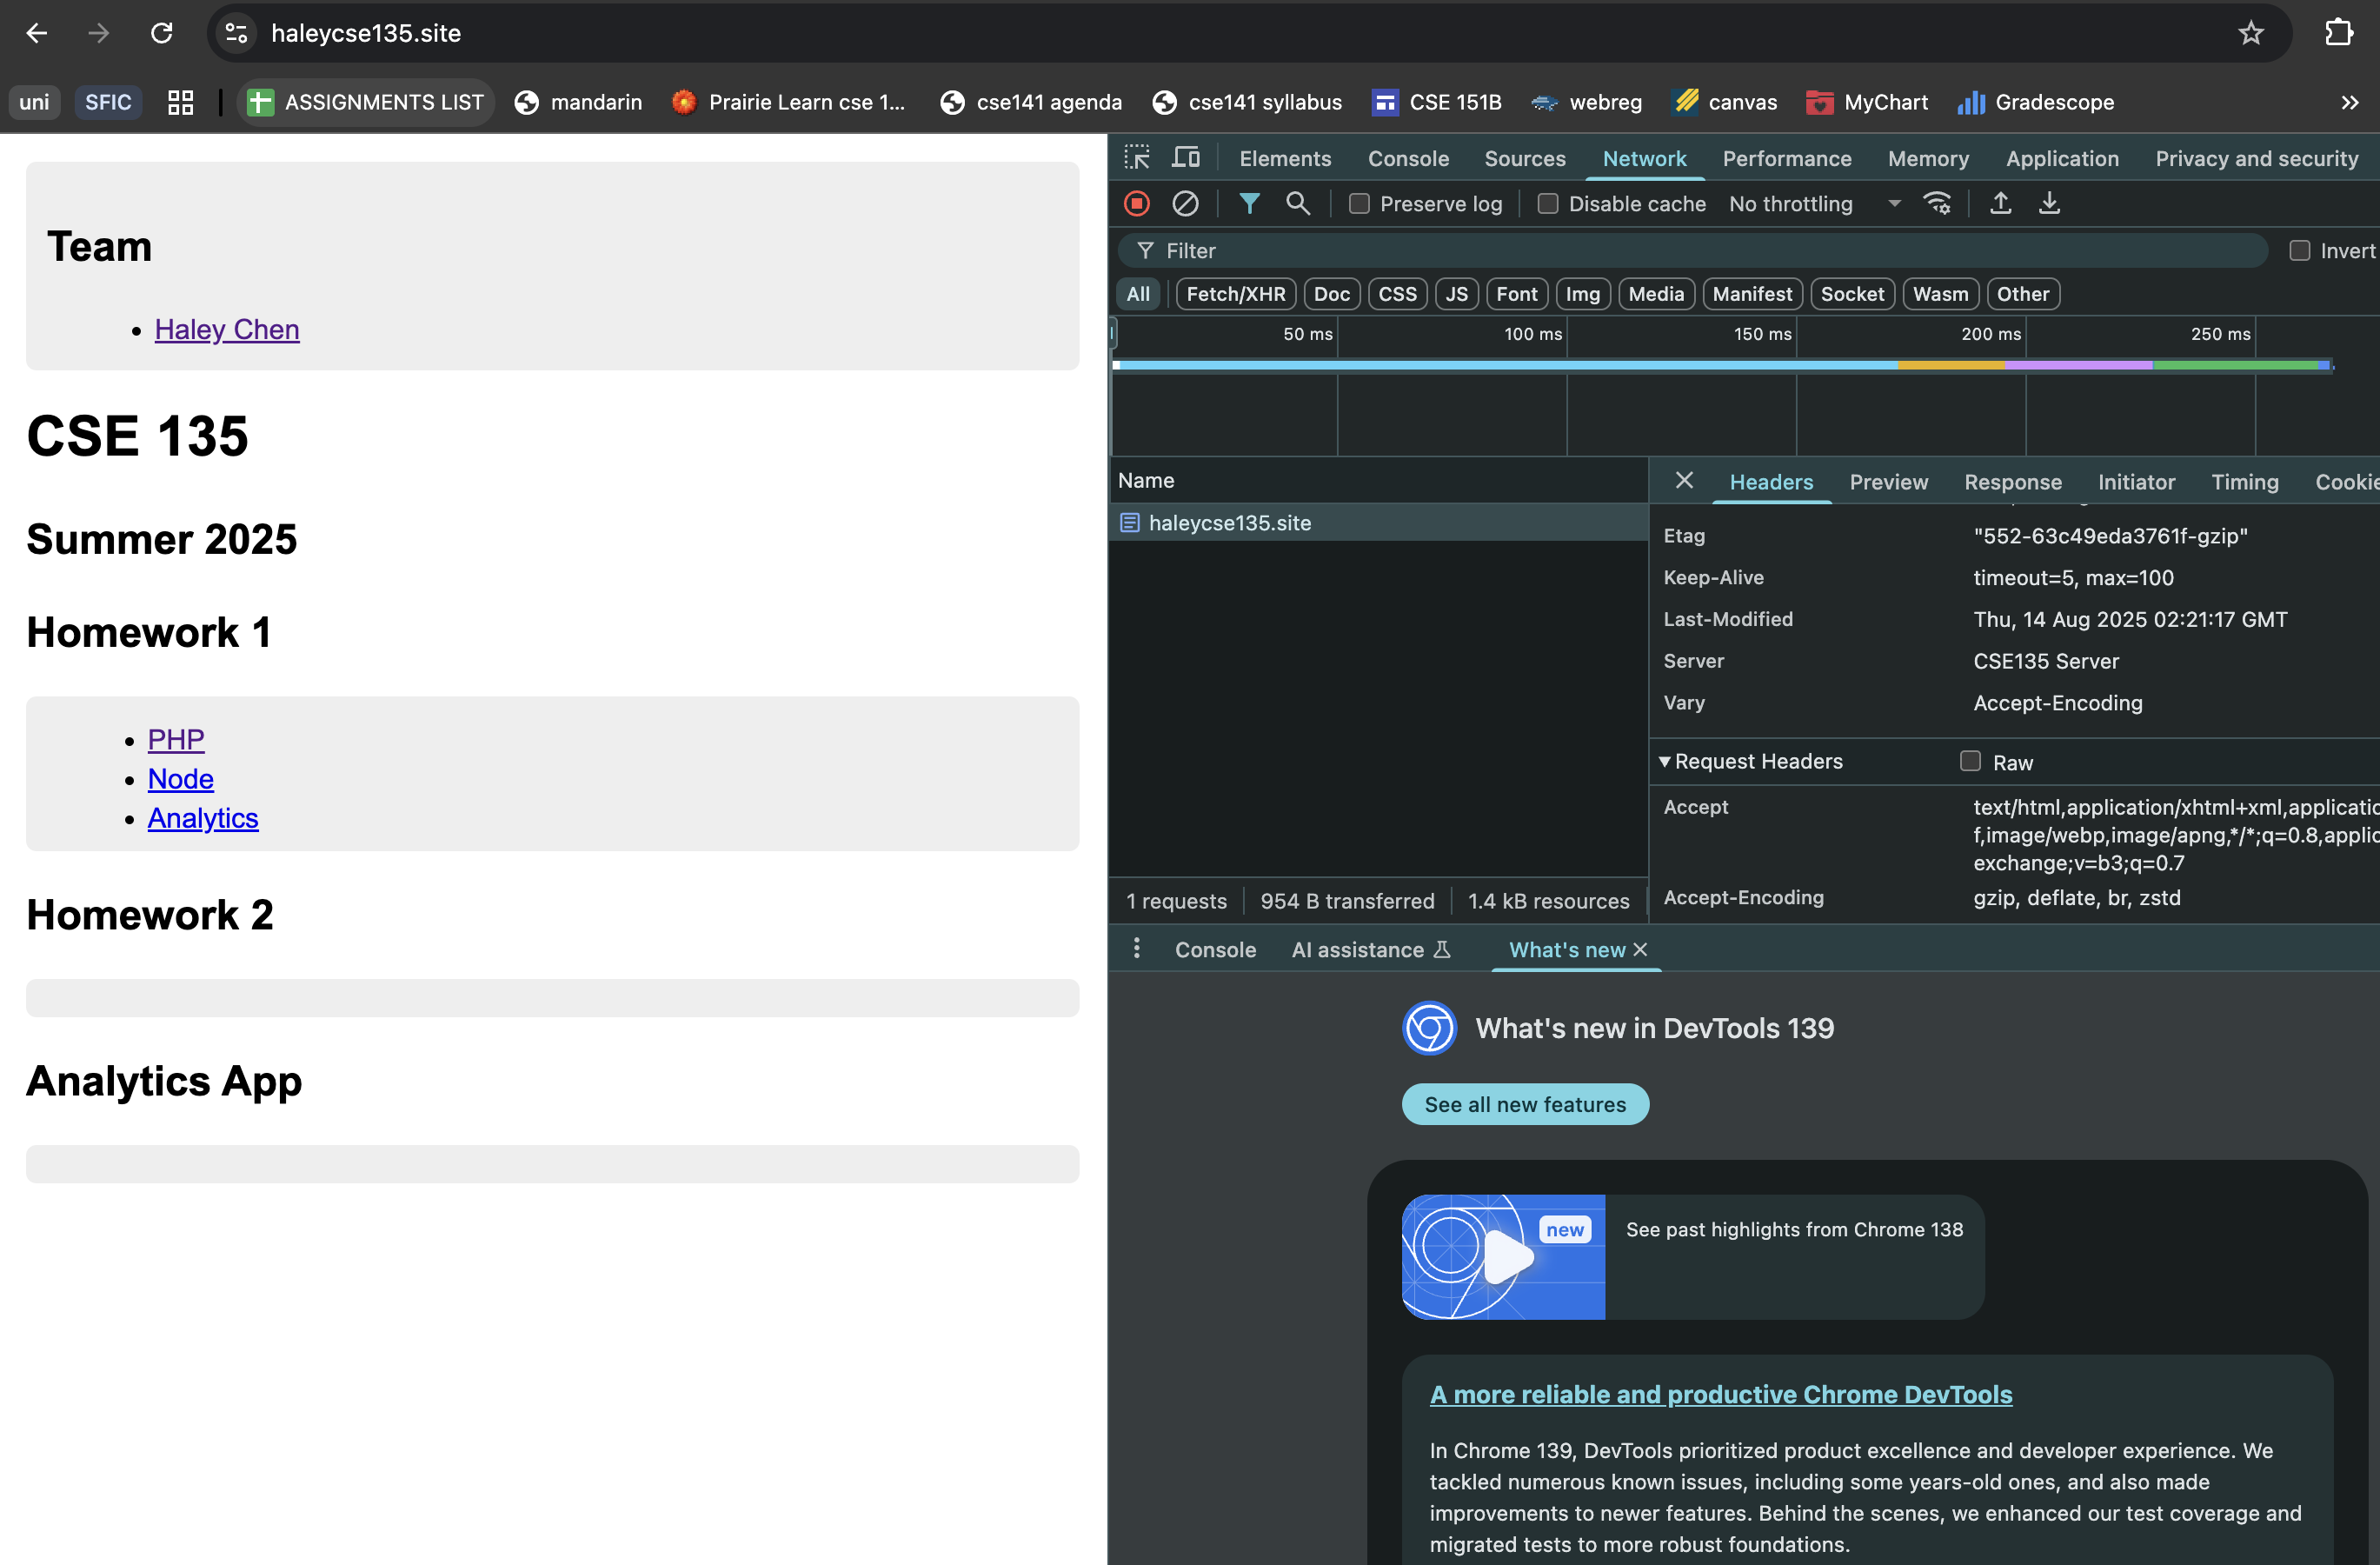 haleycse135.site
uni SFIC ASSIGNMENTS LIST mandarin Prairie Learn cse 1... cse141 agenda cse141 syllabus CSE 151B webreg canvas MyChart Gradescope
Team
Haley Chen
CSE 135
Summer 2025
Homework 1
PHP
Node
Analytics
Homework 2
Analytics App
Elements Console Sources Network Performance Memory Application Privacy and security
Preserve log Disable cache No throttling
Filter Invert
All Fetch/XHR Doc CSS JS Font Img Media Manifest Socket Wasm Other
50 ms 100 ms 150 ms 200 ms 250 ms
Name
haleycse135.site
1 requests 954 B transferred 1.4 kB resources
Headers Preview Response Initiator Timing Cookie
Etag "552-63c49eda3761f-gzip"
Keep-Alive timeout=5, max=100
Last-Modified Thu, 14 Aug 2025 02:21:17 GMT
Server CSE135 Server
Vary Accept-Encoding
Request Headers Raw
Accept text/html,application/xhtml+xml,applicatio
f,image/webp,image/apng,*/*;q=0.8,applic
exchange;v=b3;q=0.7
Accept-Encoding gzip, deflate, br, zstd
Console AI assistance What's new
What's new in DevTools 139
See all new features
new See past highlights from Chrome 138
A more reliable and productive Chrome DevTools
In Chrome 139, DevTools prioritized product excellence and developer experience. We
tackled numerous known issues, including some years-old ones, and also made
improvements to newer features. Behind the scenes, we enhanced our test coverage and
migrated tests to more robust foundations.